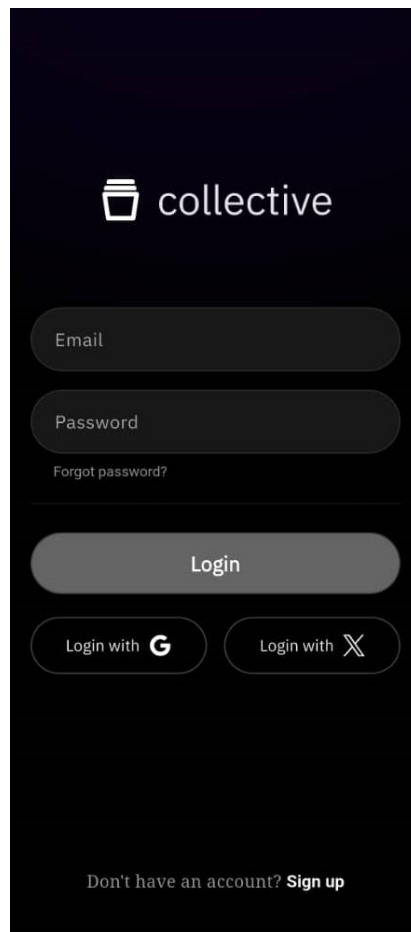 collective
Email
Password
Forgot password?
Login
Login with G
Login with X
Don't have an account? Sign up